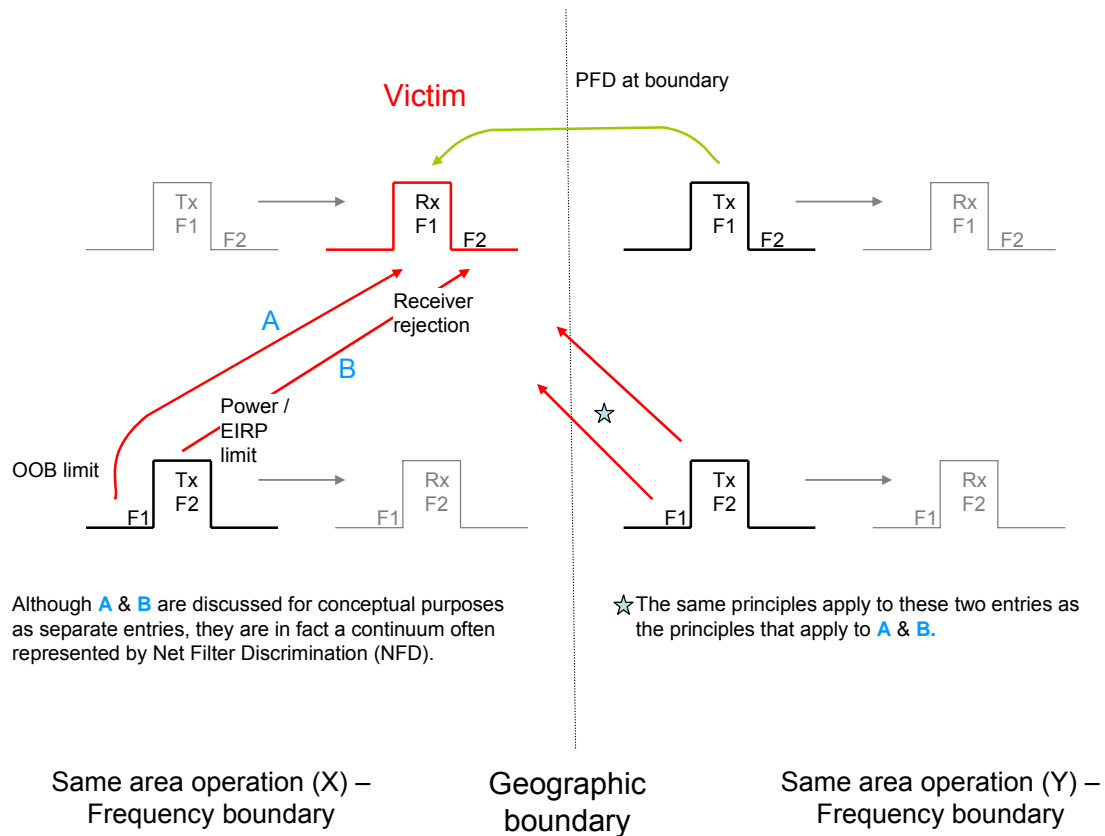 PFD at boundary
Victim
Tx
F1
F2
Rx
F1
F2
Tx
F1
F2
Rx
F1
F2
A
Receiver
rejection
B
Power /
EIRP
limit
OOB limit
F1
Tx
F2
F1
Rx
F2
F1
Tx
F2
F1
Rx
F2
Although A & B are discussed for conceptual purposes
as separate entries, they are in fact a continuum often
represented by Net Filter Discrimination (NFD).
The same principles apply to these two entries as
the principles that apply to A & B.
Same area operation (X) –
Frequency boundary
Geographic
boundary
Same area operation (Y) –
Frequency boundary